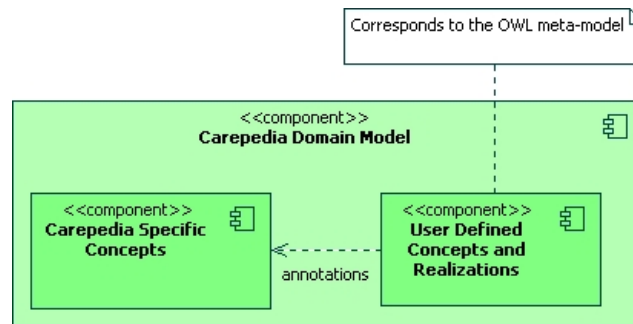 Corresponds to the OWL meta-model
<<component>>
Carepedia Domain Model
<<component>>
Carepedia Specific
Concepts
annotations
<<component>>
User Defined
Concepts and
Realizations